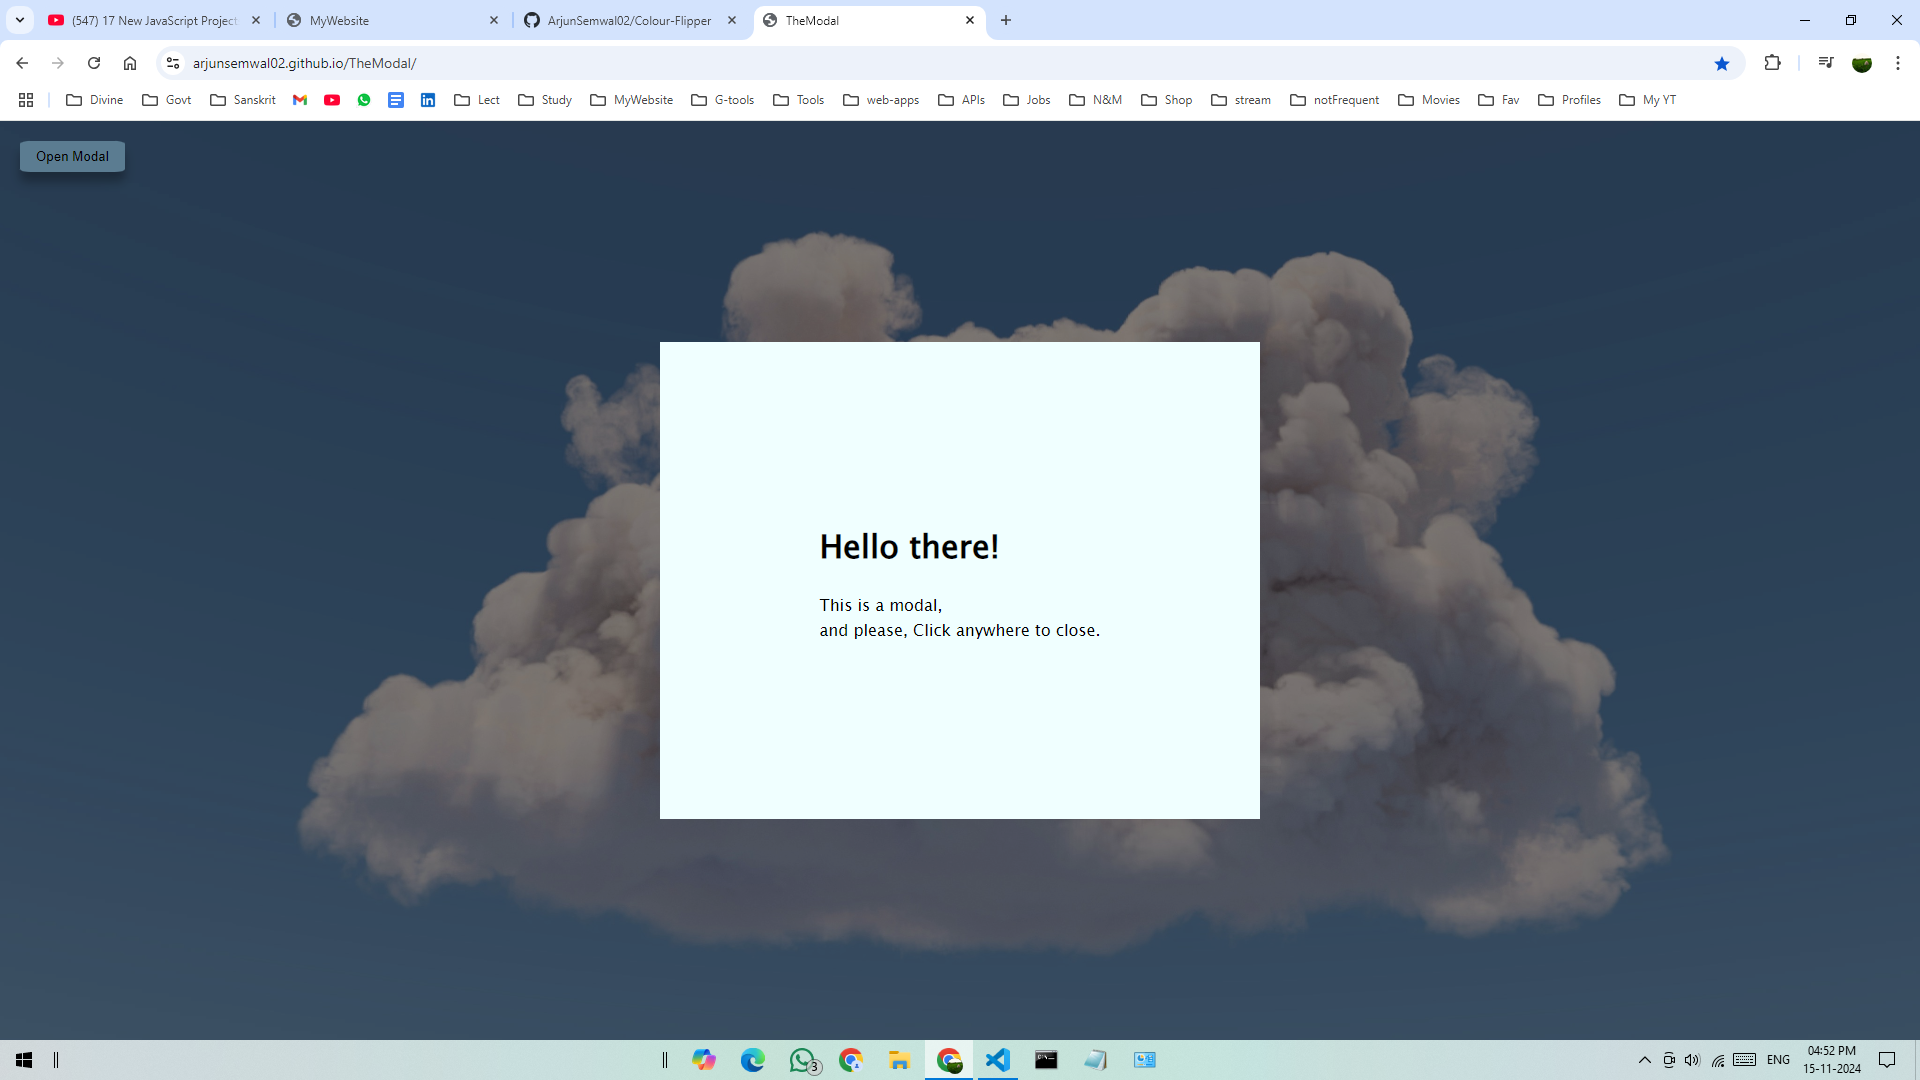 (547) 17 New JavaScript Project
MyWebsite
ArjunSemwal02/Colour-Flipper
TheModal
arjunsemwal02.github.io/TheModal/
Divine
Govt
Sanskrit
Lect
Study
MyWebsite
G-tools
Tools
web-apps
APIs
Jobs
N&M
Shop
stream
notFrequent
Movies
Fav
Profiles
My YT
Open Modal
Hello there!
This is a modal,
and please, Click anywhere to close.
3
ENG
04:52 PM
15-11-2024